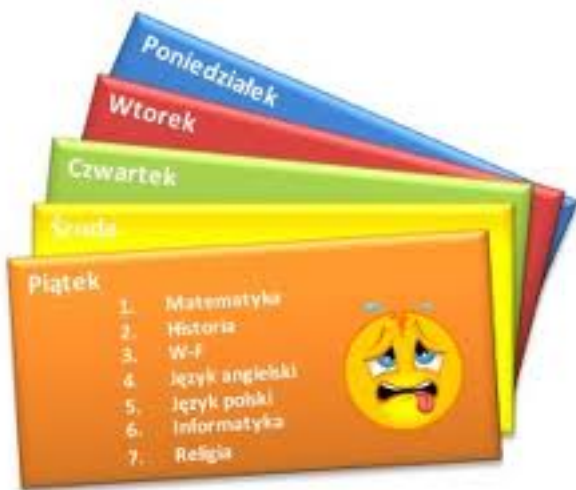 Poniedziałek
Wtorek
Czwartek
Środa
Piątek
1. Matematyka
2. Historia
3. W-F
4. Język angielski
5. Język polski
6. Informatyka
7. Religia